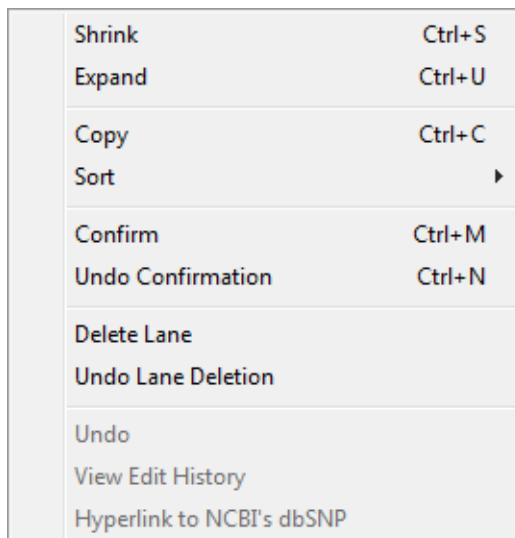 Shrink Ctrl+S
Expand Ctrl+U
Copy Ctrl+C
Sort
Confirm Ctrl+M
Undo Confirmation Ctrl+N
Delete Lane
Undo Lane Deletion
Undo
View Edit History
Hyperlink to NCBI's dbSNP